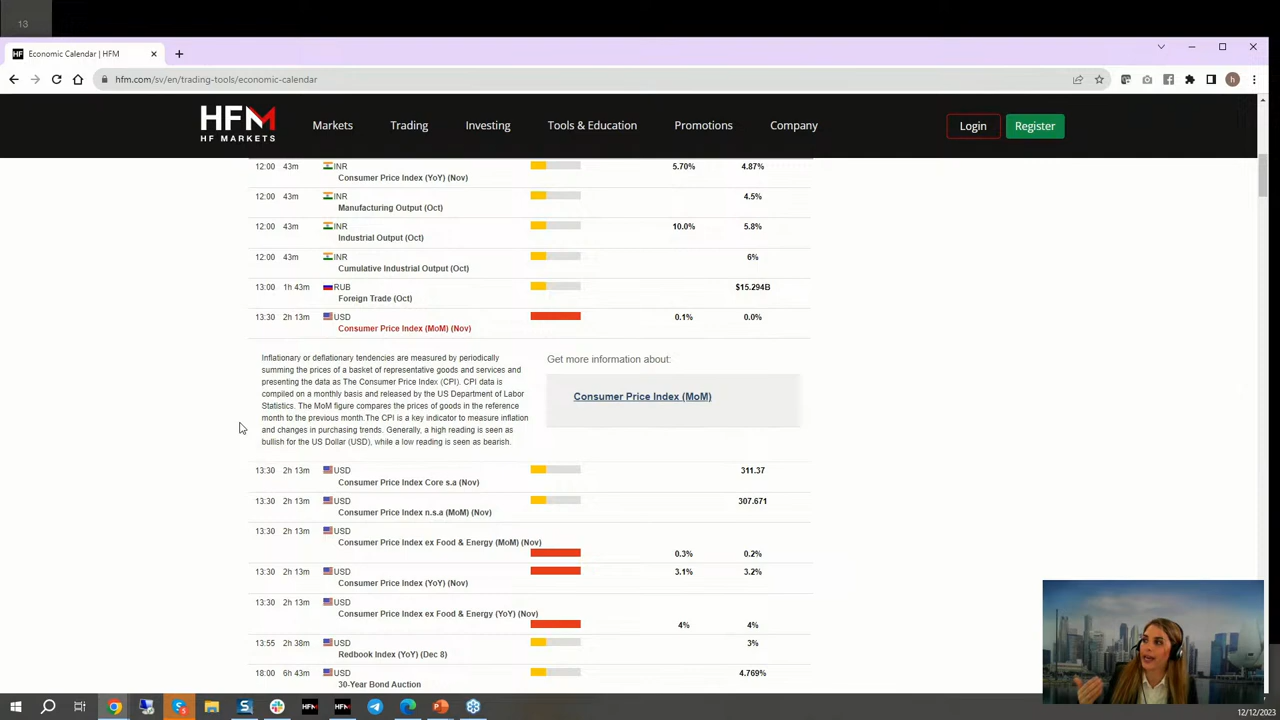 13
HF Economic Calendar | HFM
hfm.com/sv/en/trading-tools/economic-calendar
h
HFM
HF MARKETS
Markets Trading Investing Tools & Education Promotions Company Login Register
12:00 43m INR 5.70% 4.87%
Consumer Price Index (YoY) (Nov)
12:00 43m INR 4.5%
Manufacturing Output (Oct)
12:00 43m INR 10.0% 5.8%
Industrial Output (Oct)
12:00 43m INR 6%
Cumulative Industrial Output (Oct)
13:00 1h 43m RUB $15.294B
Foreign Trade (Oct)
13:30 2h 13m USD 0.1% 0.0%
Consumer Price Index (MoM) (Nov)
Inflationary or deflationary tendencies are measured by periodically
summing the prices of a basket of representative goods and services and
presenting the data as The Consumer Price Index (CPI). CPI data is
compiled on a monthly basis and released by the US Department of Labor
Statistics. The MoM figure compares the prices of goods in the reference
month to the previous month.The CPI is a key indicator to measure inflation
and changes in purchasing trends. Generally, a high reading is seen as
bullish for the US Dollar (USD), while a low reading is seen as bearish.
Get more information about:
Consumer Price Index (MoM)
13:30 2h 13m USD 311.37
Consumer Price Index Core s.a (Nov)
13:30 2h 13m USD 307.671
Consumer Price Index n.s.a (MoM) (Nov)
13:30 2h 13m USD
Consumer Price Index ex Food & Energy (MoM) (Nov)
0.3% 0.2%
13:30 2h 13m USD 3.1% 3.2%
Consumer Price Index (YoY) (Nov)
13:30 2h 13m USD
Consumer Price Index ex Food & Energy (YoY) (Nov)
4% 4%
13:55 2h 38m USD 3%
Redbook Index (YoY) (Dec 8)
18:00 6h 43m USD 4.769%
30-Year Bond Auction
HFM HFM
12/12/2023